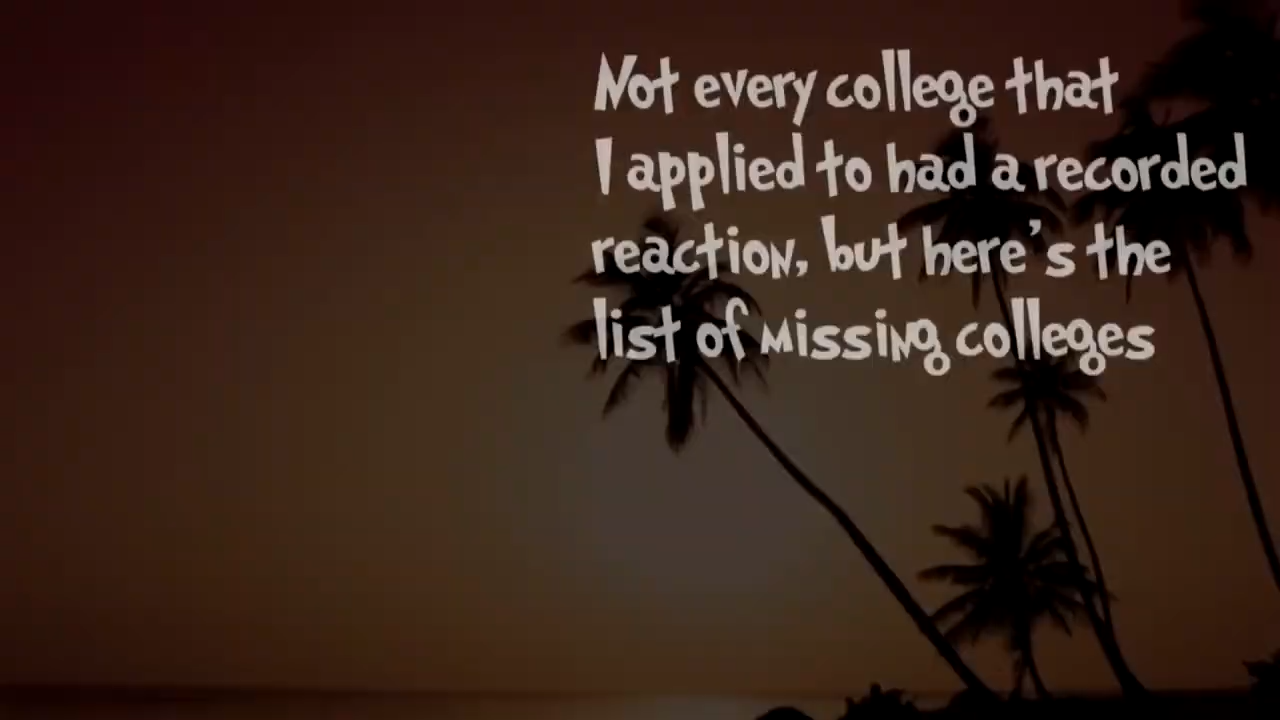 Not every college that
I applied to had a recorded
reaction, but here's the
list of missing colleges